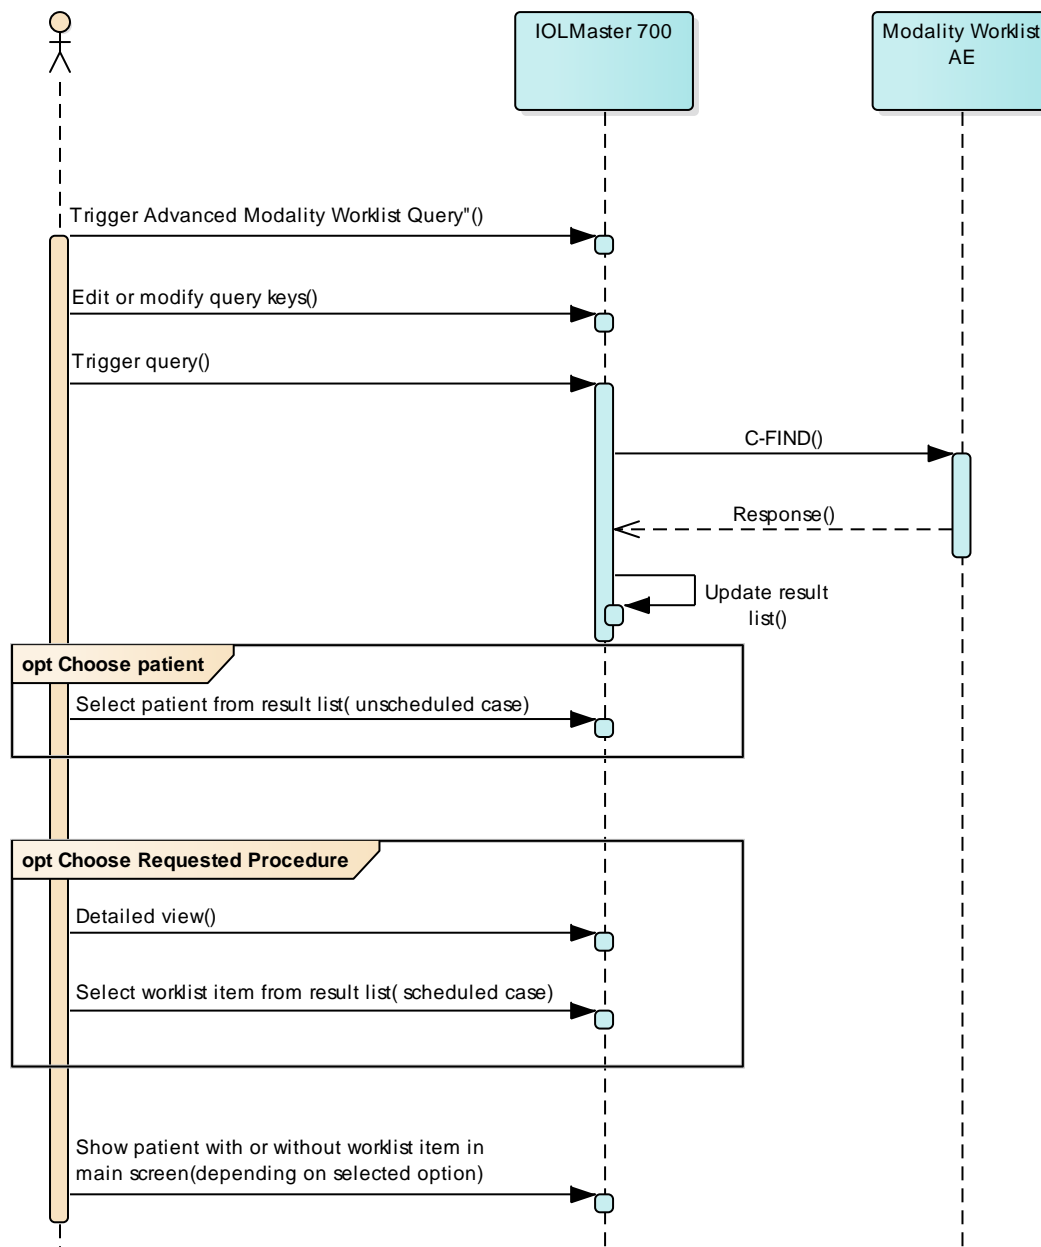 IOLMaster 700
Modality Worklist
AE
Trigger Advanced Modality Worklist Query"()
Edit or modify query keys()
Trigger query()
C-FIND()
Response()
Update result
list()
opt Choose patient
Select patient from result list( unscheduled case)
opt Choose Requested Procedure
Detailed view()
Select worklist item from result list( scheduled case)
Show patient with or without worklist item in
main screen(depending on selected option)